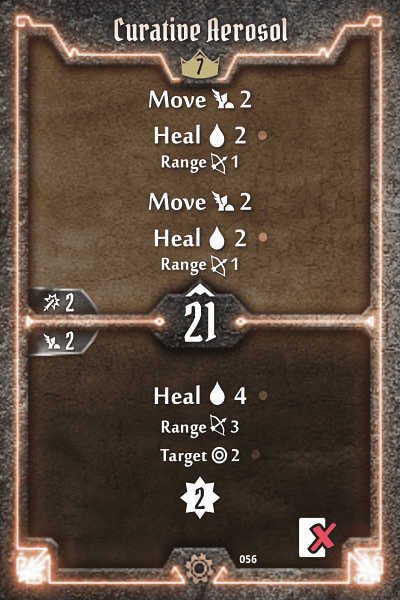 Curative Aerosol
7
Move 2
Heal 2
Range 1
Move 2
Heal 2
Range 1
2
21
2
Heal 4
Range 3
Target 2
2
056